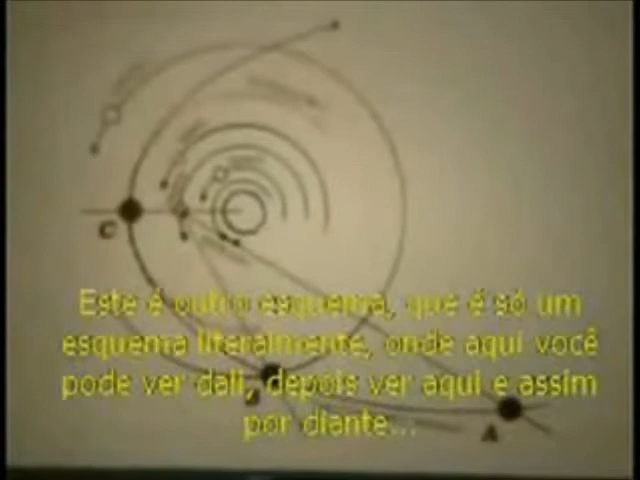 C
Este é outro esquema, que é só um
esquema literalmente, onde aqui você
pode ver dali, depois ver aqui e assim
por diante...
A